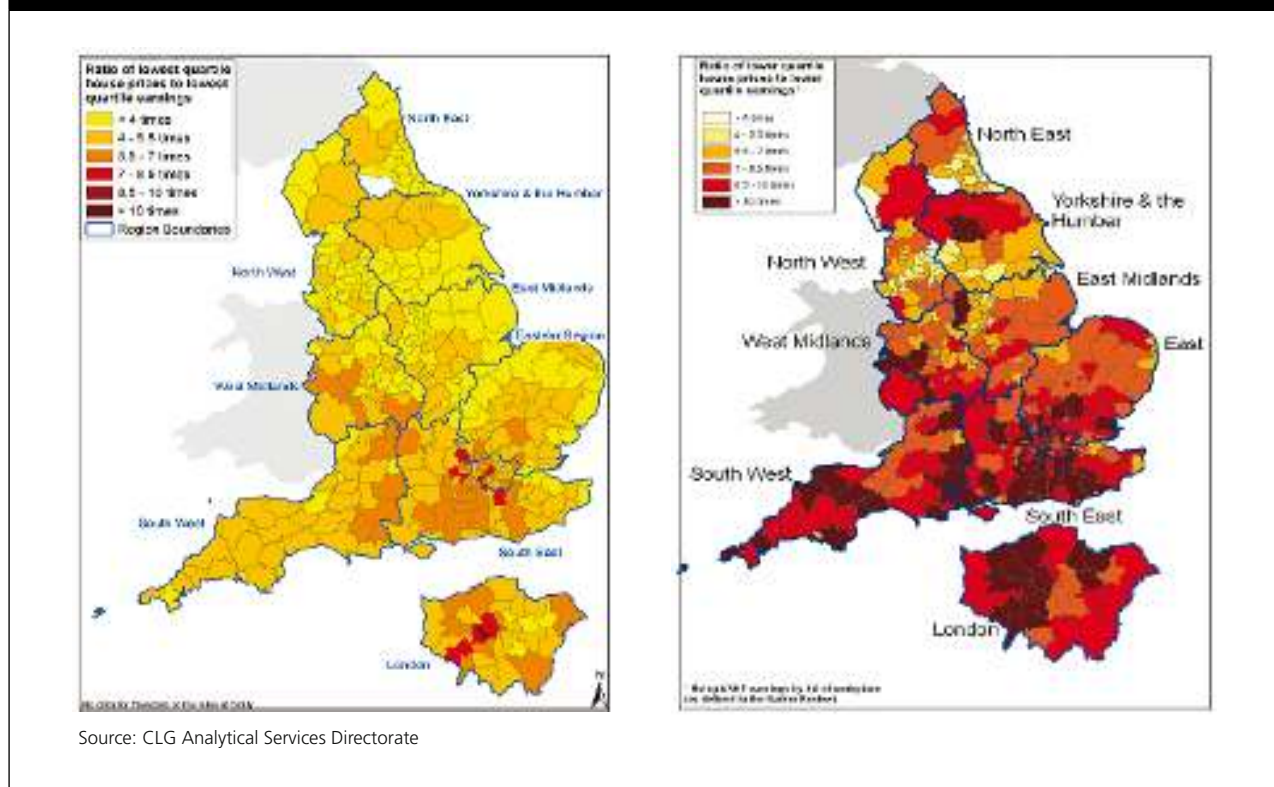 Ratio of lowest quartile
house prices to lowest
quartile earnings
< 4 times
4 - 5.5 times
5.5 - 7 times
7 - 8.5 times
8.5 - 10 times
> 10 times
Region Boundaries
North East
Yorkshire & the Humber
North West
East Midlands
Eastern Region
West Midlands
South West
South East
London
N
Ratio of lower quartile
house prices to lower
quartile earnings
North East
Yorkshire & the
Humber
North West
East Midlands
West Midlands
East
South West
South East
London
Source: CLG Analytical Services Directorate